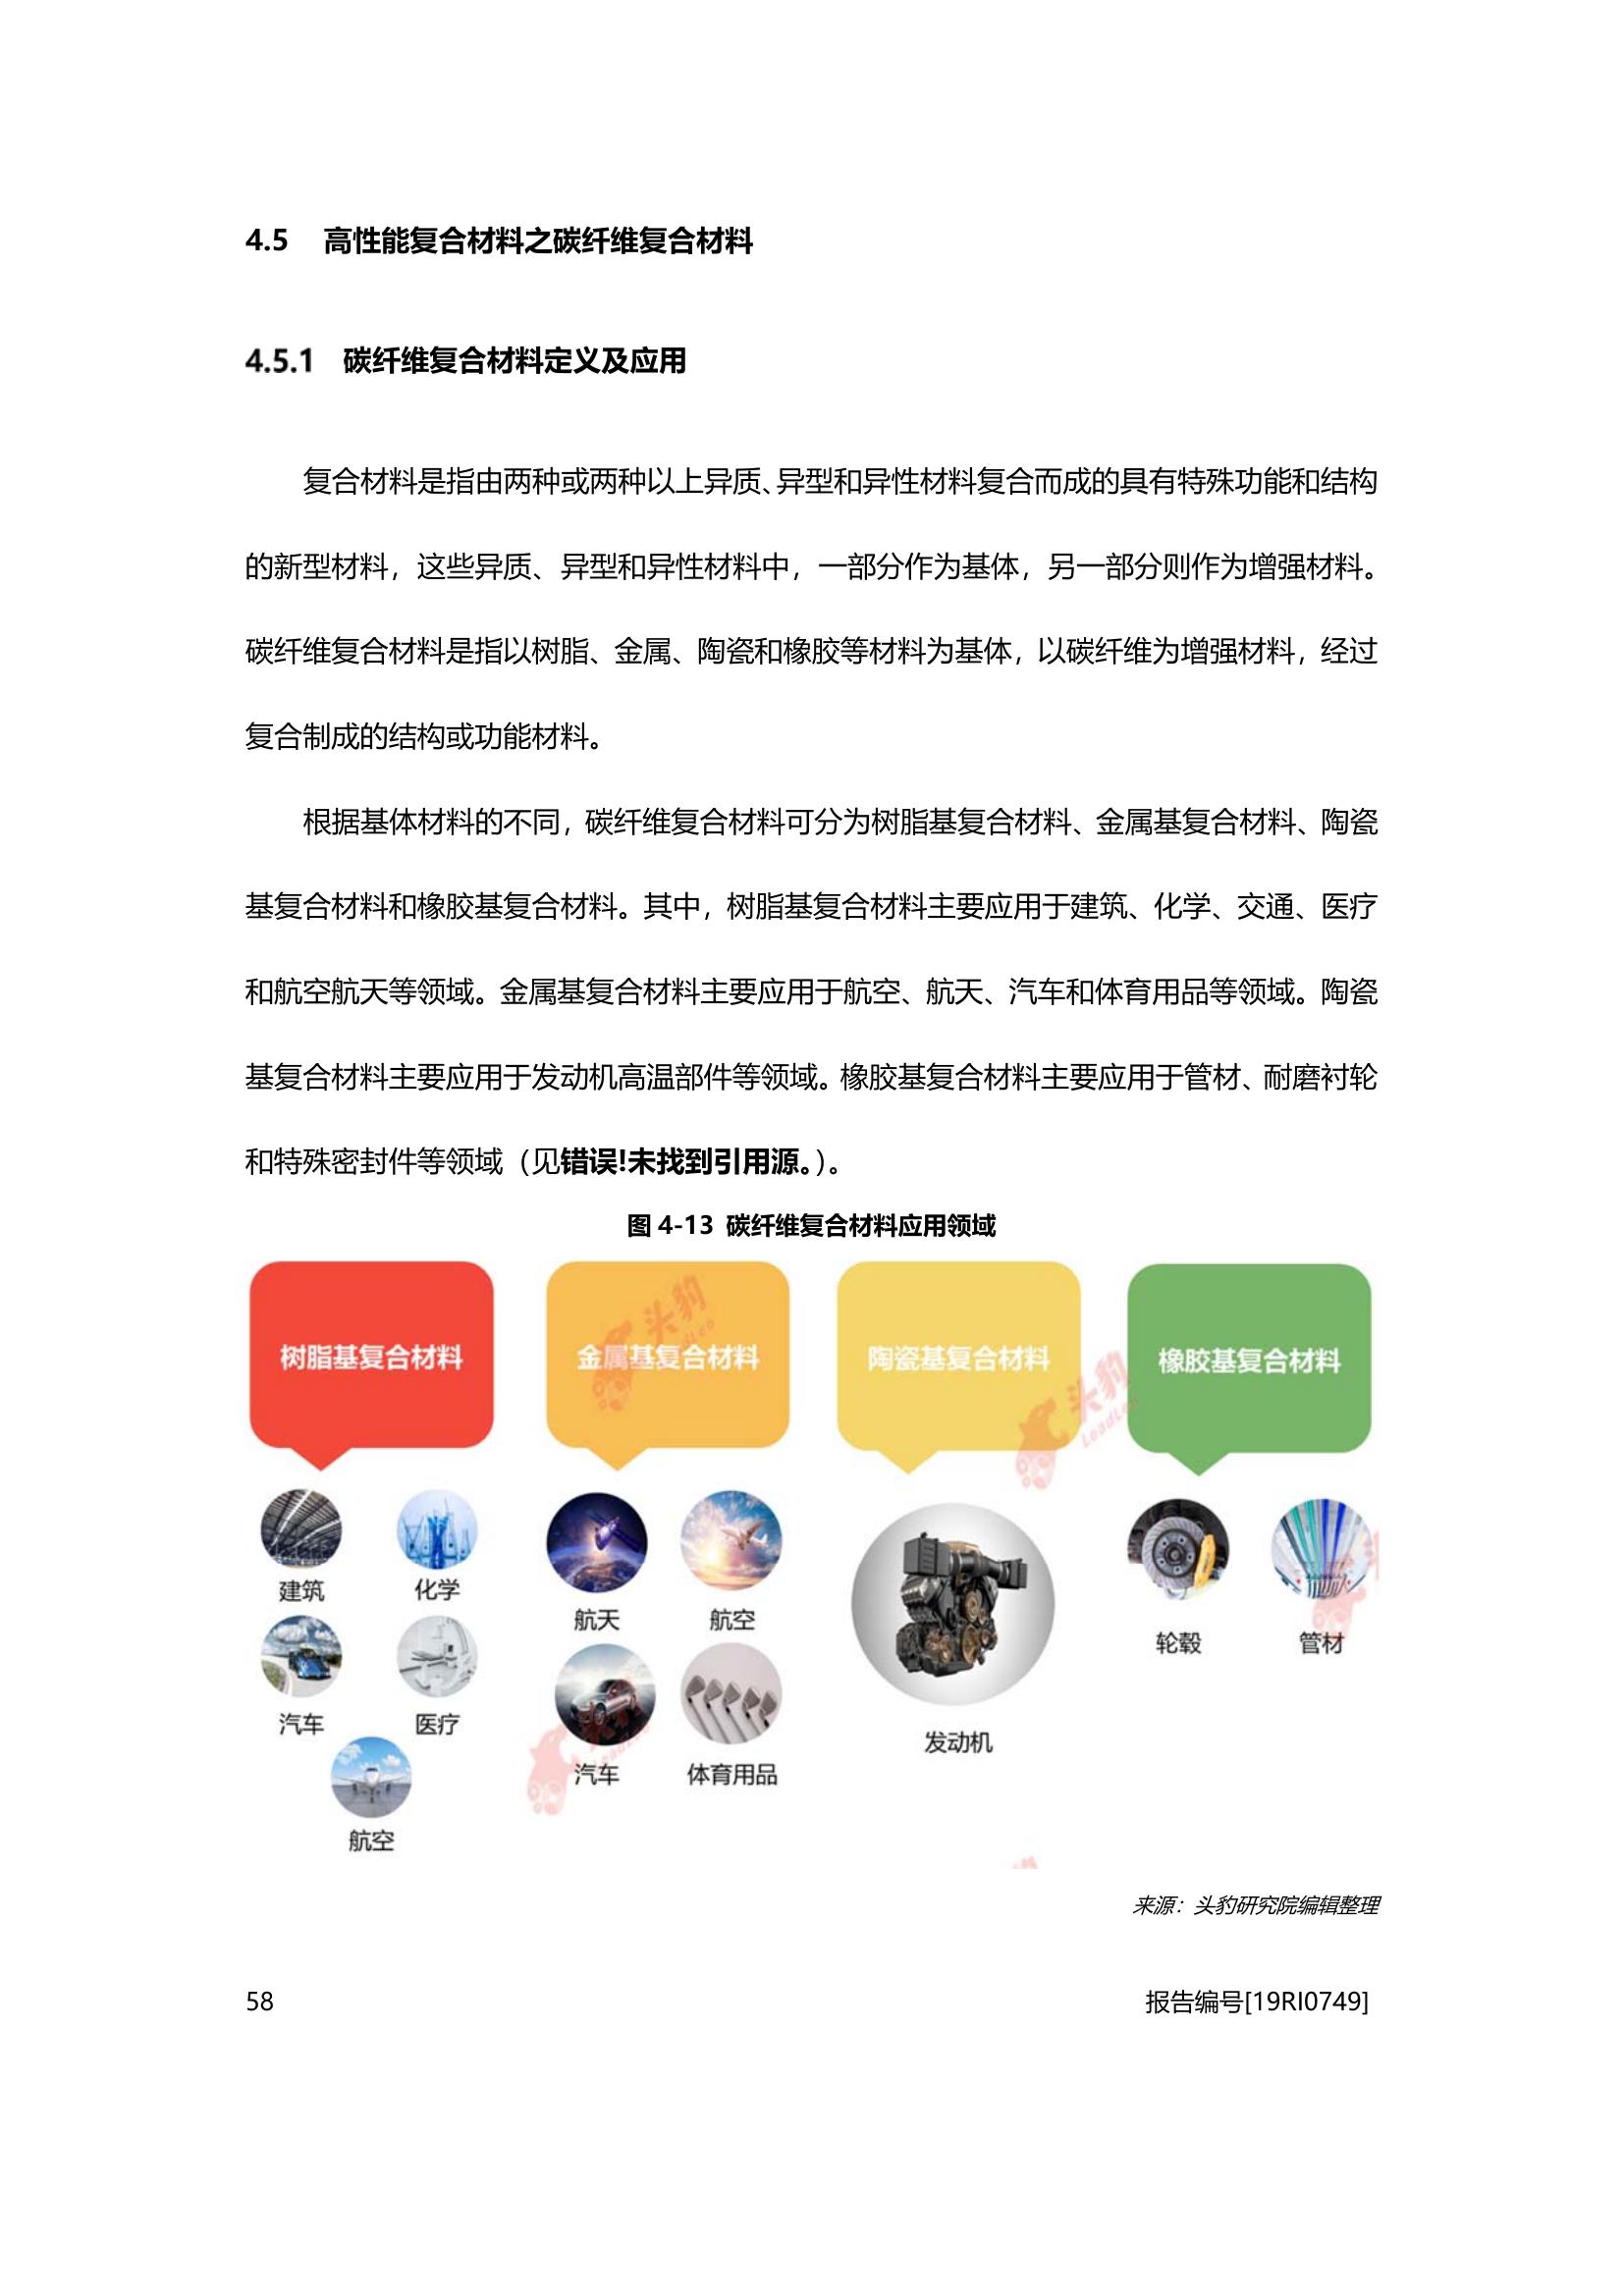 4.5 高性能复合材料之碳纤维复合材料
4.5.1 碳纤维复合材料定义及应用
复合材料是指由两种或两种以上异质、异型和异性材料复合而成的具有特殊功能和结构
的新型材料，这些异质、异型和异性材料中，一部分作为基体，另一部分则作为增强材料。
碳纤维复合材料是指以树脂、金属、陶瓷和橡胶等材料为基体，以碳纤维为增强材料，经过
复合制成的结构或功能材料。
根据基体材料的不同，碳纤维复合材料可分为树脂基复合材料、金属基复合材料、陶瓷
基复合材料和橡胶基复合材料。其中，树脂基复合材料主要应用于建筑、化学、交通、医疗
和航空航天等领域。金属基复合材料主要应用于航空、航天、汽车和体育用品等领域。陶瓷
基复合材料主要应用于发动机高温部件等领域。橡胶基复合材料主要应用于管材、耐磨衬轮
和特殊密封件等领域（见错误!未找到引用源。）。
图 4-13 碳纤维复合材料应用领域
树脂基复合材料
金属基复合材料
陶瓷基复合材料
橡胶基复合材料
头豹
头豹
建筑
化学
汽车
医疗
航空
航天
航空
汽车
体育用品
发动机
轮毂
管材
来源：头豹研究院编辑整理
58
报告编号[19RI0749]